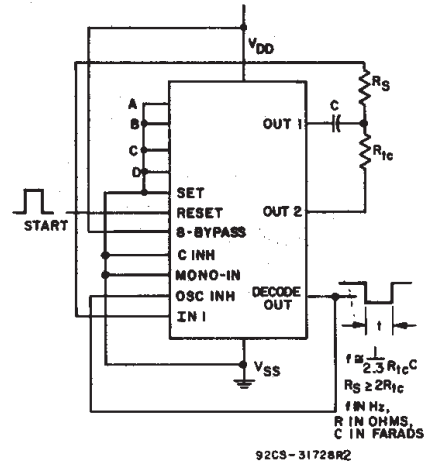 VDD
RS
A
B
C
D
SET
RESET
START
8-BYPASS
C INH
MONO-IN
OSC INH
IN 1
OUT 1
C
Rtc
OUT 2
DECODE
OUT
t
VSS
f ≅ 1
2.3 RtcC
RS ≥ 2Rtc
f IN Hz,
R IN OHMS,
C IN FARADS
92CS-31728R2